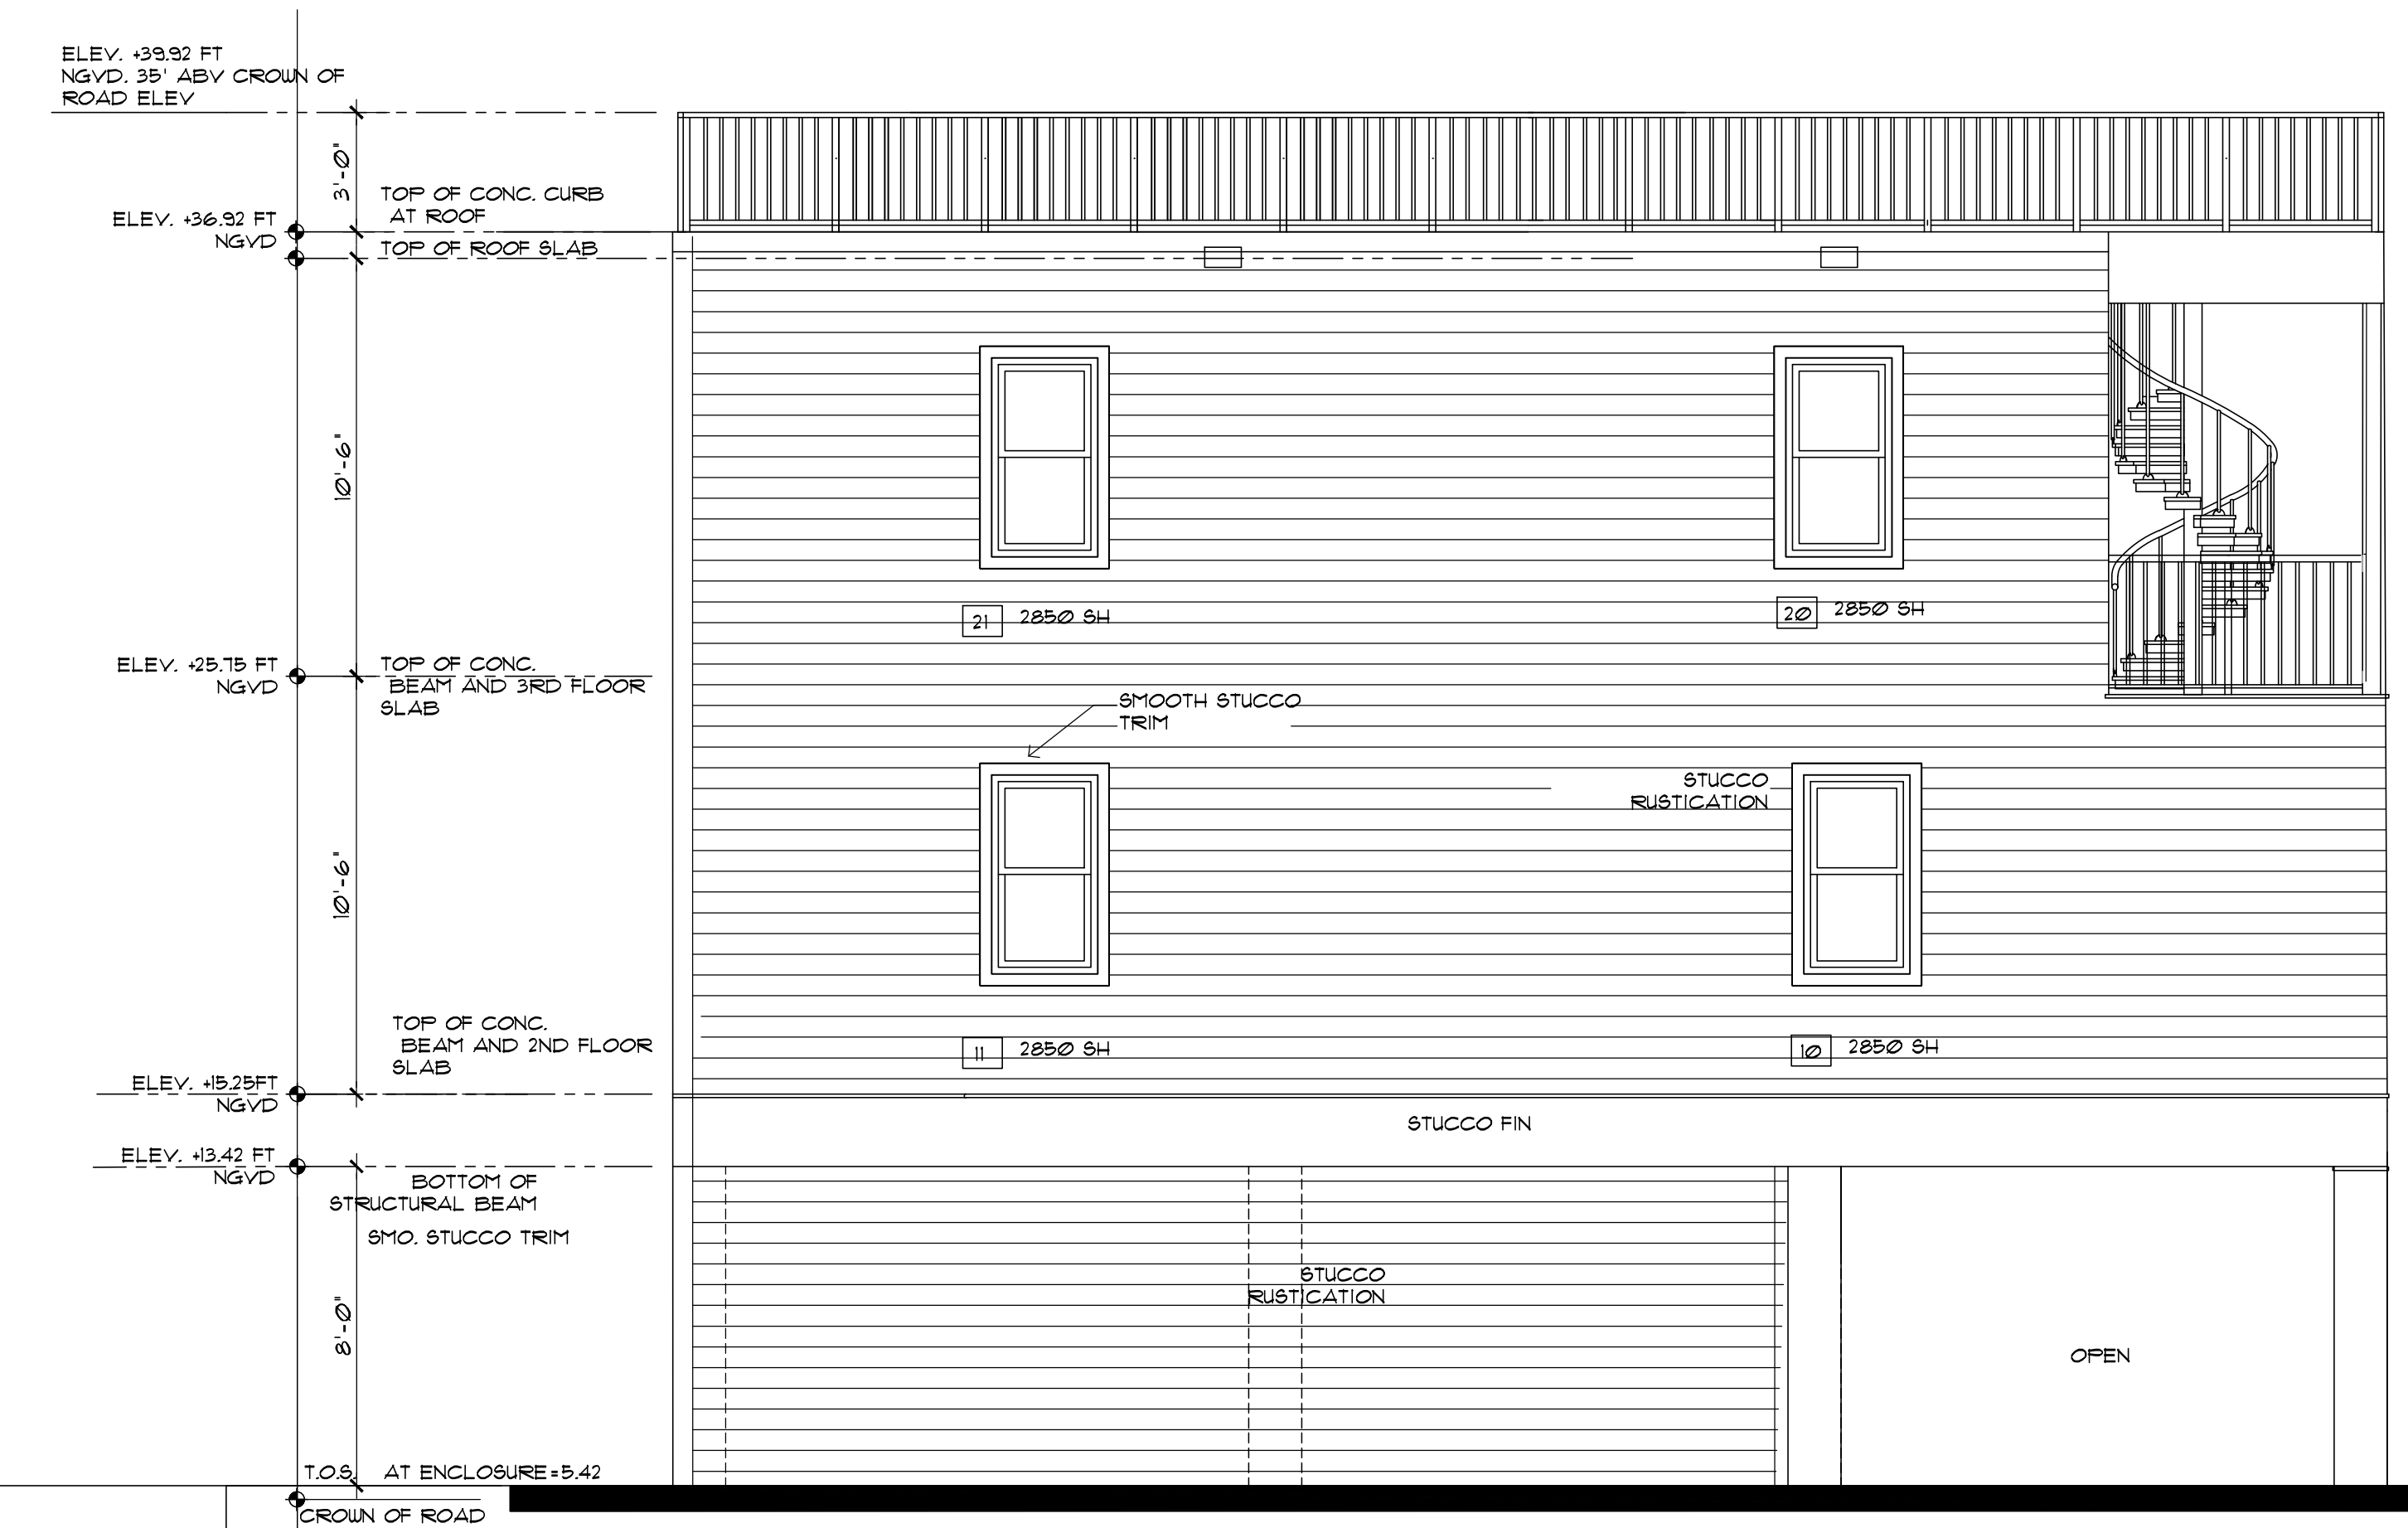 ELEV. +39.92 FT
NGVD. 35' ABV CROWN OF
ROAD ELEV
3'-0"
TOP OF CONC. CURB
AT ROOF
ELEV. +36.92 FT
NGVD
TOP OF ROOF SLAB
10'-6"
21
2850 SH
20
2850 SH
ELEV. +25.75 FT
NGVD
TOP OF CONC.
BEAM AND 3RD FLOOR
SLAB
SMOOTH STUCCO
TRIM
STUCCO
RUSTICATION
10'-6"
TOP OF CONC.
BEAM AND 2ND FLOOR
SLAB
11
2850 SH
10
2850 SH
ELEV. +15.25FT
NGVD
STUCCO FIN
ELEV. +13.42 FT
NGVD
BOTTOM OF
STRUCTURAL BEAM
SMO. STUCCO TRIM
STUCCO
RUSTICATION
8'-0"
OPEN
T.O.S. AT ENCLOSURE=5.42
CROWN OF ROAD